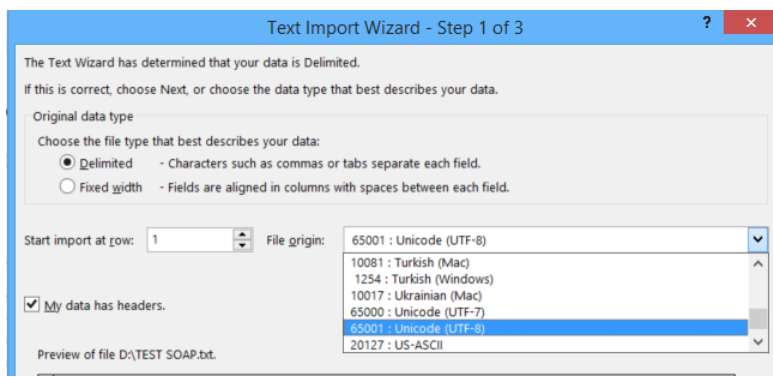 Text Import Wizard - Step 1 of 3
?
The Text Wizard has determined that your data is Delimited.
If this is correct, choose Next, or choose the data type that best describes your data.
Original data type
Choose the file type that best describes your data:
Delimited - Characters such as commas or tabs separate each field.
Fixed width - Fields are aligned in columns with spaces between each field.
Start import at row: 1 File origin: 65001 : Unicode (UTF-8)
10081 : Turkish (Mac)
1254 : Turkish (Windows)
10017 : Ukrainian (Mac)
65000 : Unicode (UTF-7)
65001 : Unicode (UTF-8)
20127 : US-ASCII
My data has headers.
Preview of file D:\TEST SOAP.txt.